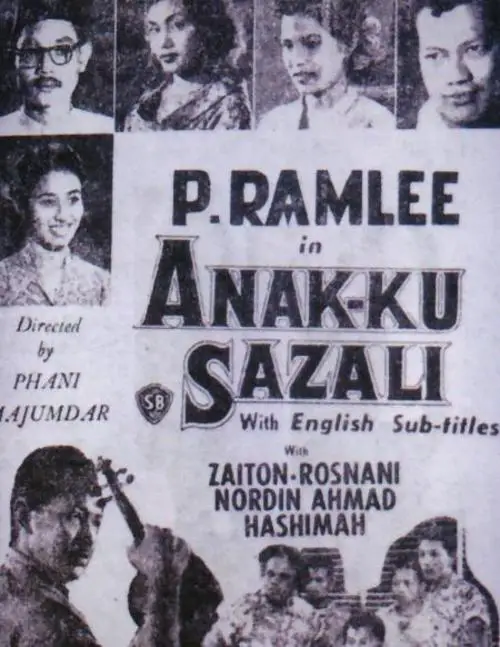 P. RAMLEE
in
ANAK-KU
SAZALI
Directed
by
PHANI
MAJUMDAR
SB
With English Sub-titles
With
ZAITON·ROSNANI
NORDIN AHMAD
HASHIMAH